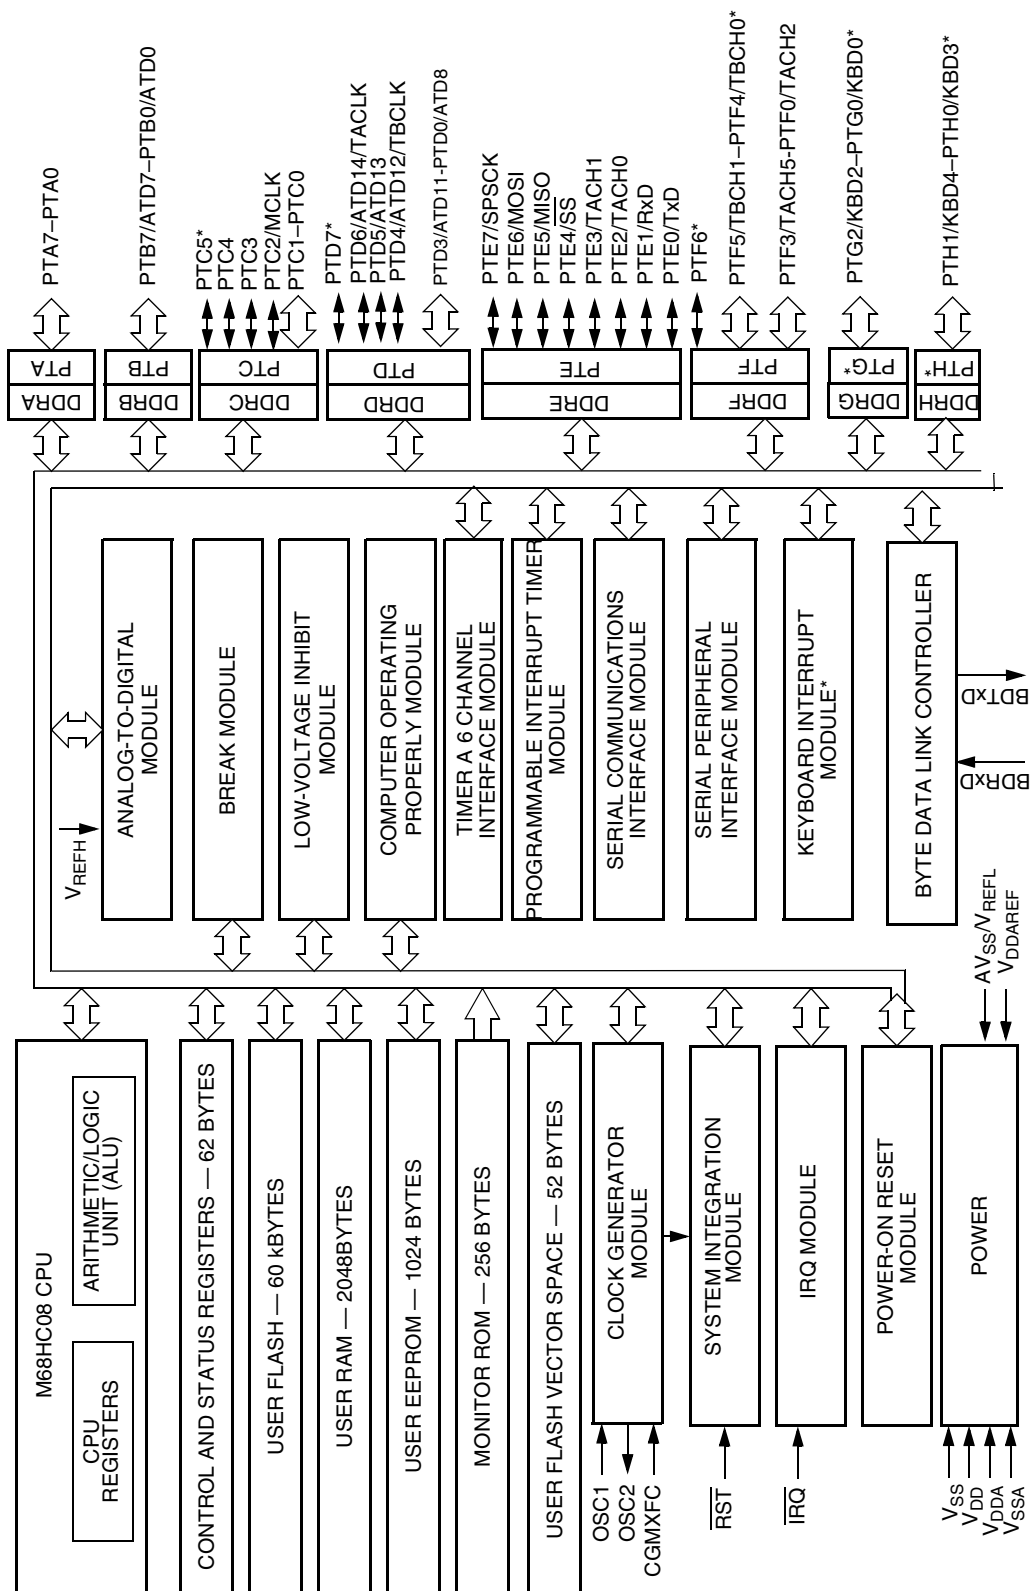 M68HC08 CPU
CPU
REGISTERS
ARITHMETIC/LOGIC
UNIT (ALU)
CONTROL AND STATUS REGISTERS — 62 BYTES
USER FLASH — 60 kBYTES
USER RAM — 2048BYTES
USER EEPROM — 1024 BYTES
MONITOR ROM — 256 BYTES
USER FLASH VECTOR SPACE — 52 BYTES
OSC1
OSC2
CGMXFC
CLOCK GENERATOR
MODULE
RST
SYSTEM INTEGRATION
MODULE
IRQ
IRQ MODULE
POWER-ON RESET
MODULE
VSS
VDD
VDDA
VSSA
POWER
AVSS/VREFL
VDDAREF
VREFH
ANALOG-TO-DIGITAL
MODULE
BREAK MODULE
LOW-VOLTAGE INHIBIT
MODULE
COMPUTER OPERATING
PROPERLY MODULE
TIMER A 6 CHANNEL
INTERFACE MODULE
PROGRAMMABLE INTERRUPT TIMER
MODULE
SERIAL COMMUNICATIONS
INTERFACE MODULE
SERIAL PERIPHERAL
INTERFACE MODULE
KEYBOARD INTERRUPT
MODULE*
BYTE DATA LINK CONTROLLER
BDRxD
BDTxD
DDRA
PTA
PTA7–PTA0
DDRB
PTB
PTB7/ATD7–PTB0/ATD0
DDRC
PTC
PTC5*
PTC4
PTC3
PTC2/MCLK
PTC1–PTC0
DDRD
PTD
PTD7*
PTD6/ATD14/TACLK
PTD5/ATD13
PTD4/ATD12/TBCLK
PTD3/ATD11-PTD0/ATD8
DDRE
PTE
PTE7/SPSCK
PTE6/MOSI
PTE5/MISO
PTE4/SS
PTE3/TACH1
PTE2/TACH0
PTE1/RxD
PTE0/TxD
DDRF
PTF
PTF6*
PTF5/TBCH1–PTF4/TBCH0*
PTF3/TACH5-PTF0/TACH2
DDRG
PTG*
PTG2/KBD2–PTG0/KBD0*
DDRH
PTH*
PTH1/KBD4–PTH0/KBD3*